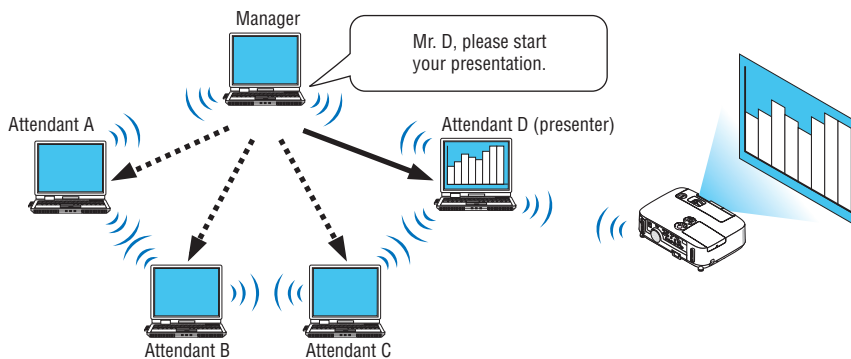 Manager
Mr. D, please start
your presentation.
Attendant A
Attendant D (presenter)
Attendant B
Attendant C